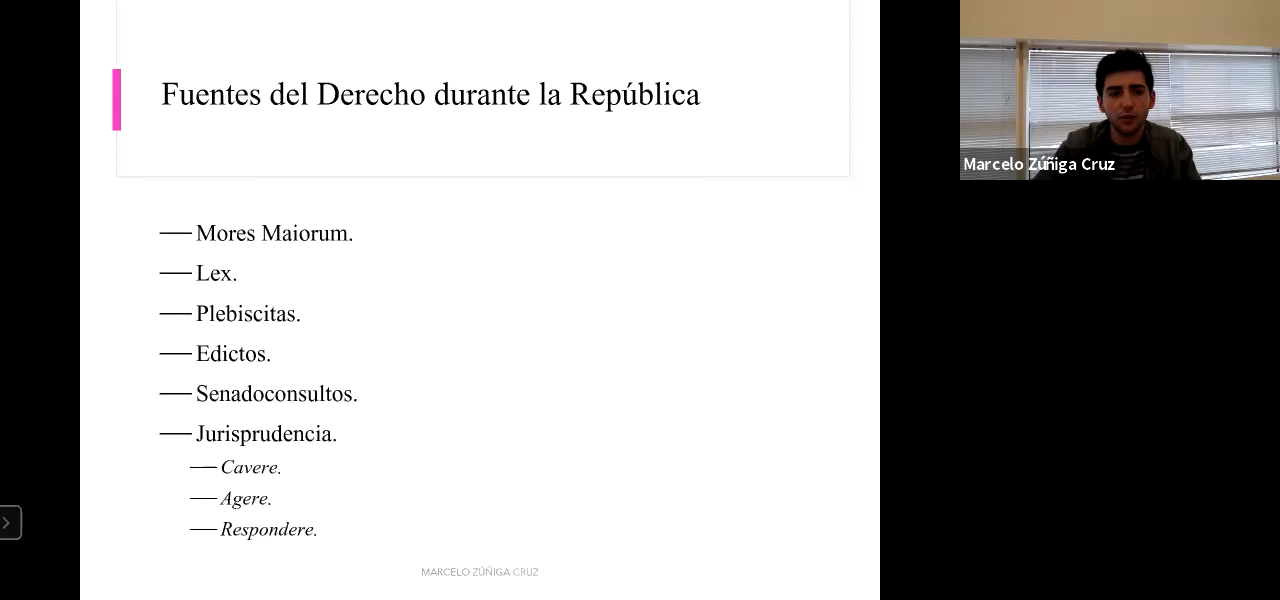 Fuentes del Derecho durante la República
Mores Maiorum.
Lex.
Plebiscitas.
Edictos.
Senadoconsultos.
Jurisprudencia.
Cavere.
Agere.
Respondere.
MARCELO ZÚÑIGA CRUZ
Marcelo Zúñiga Cruz